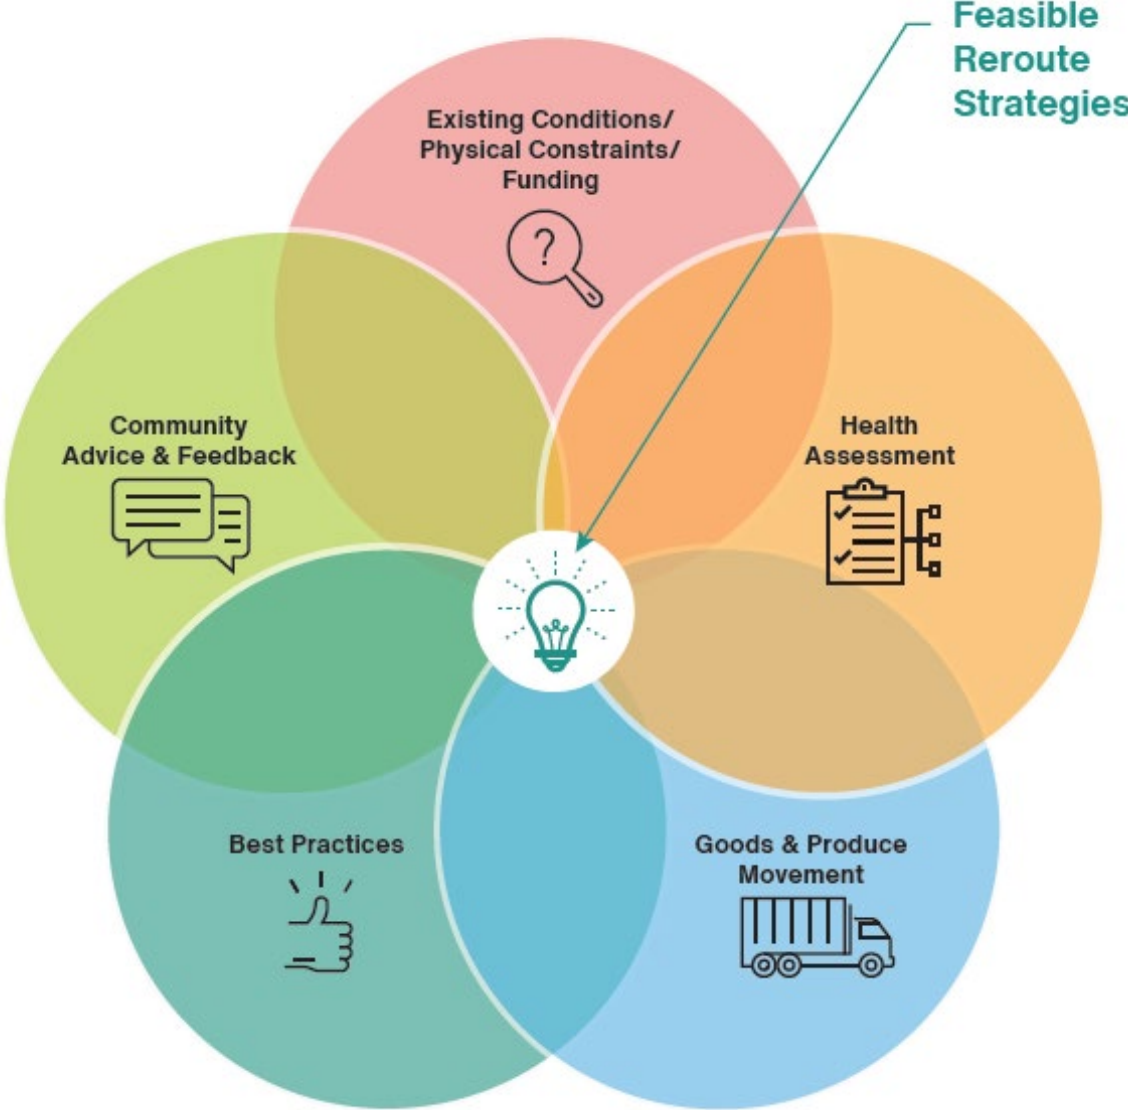 Feasible
Reroute
Strategies
Existing Conditions/
Physical Constraints/
Funding
?
Community
Advice & Feedback
Health
Assessment
Best Practices
Goods & Produce
Movement